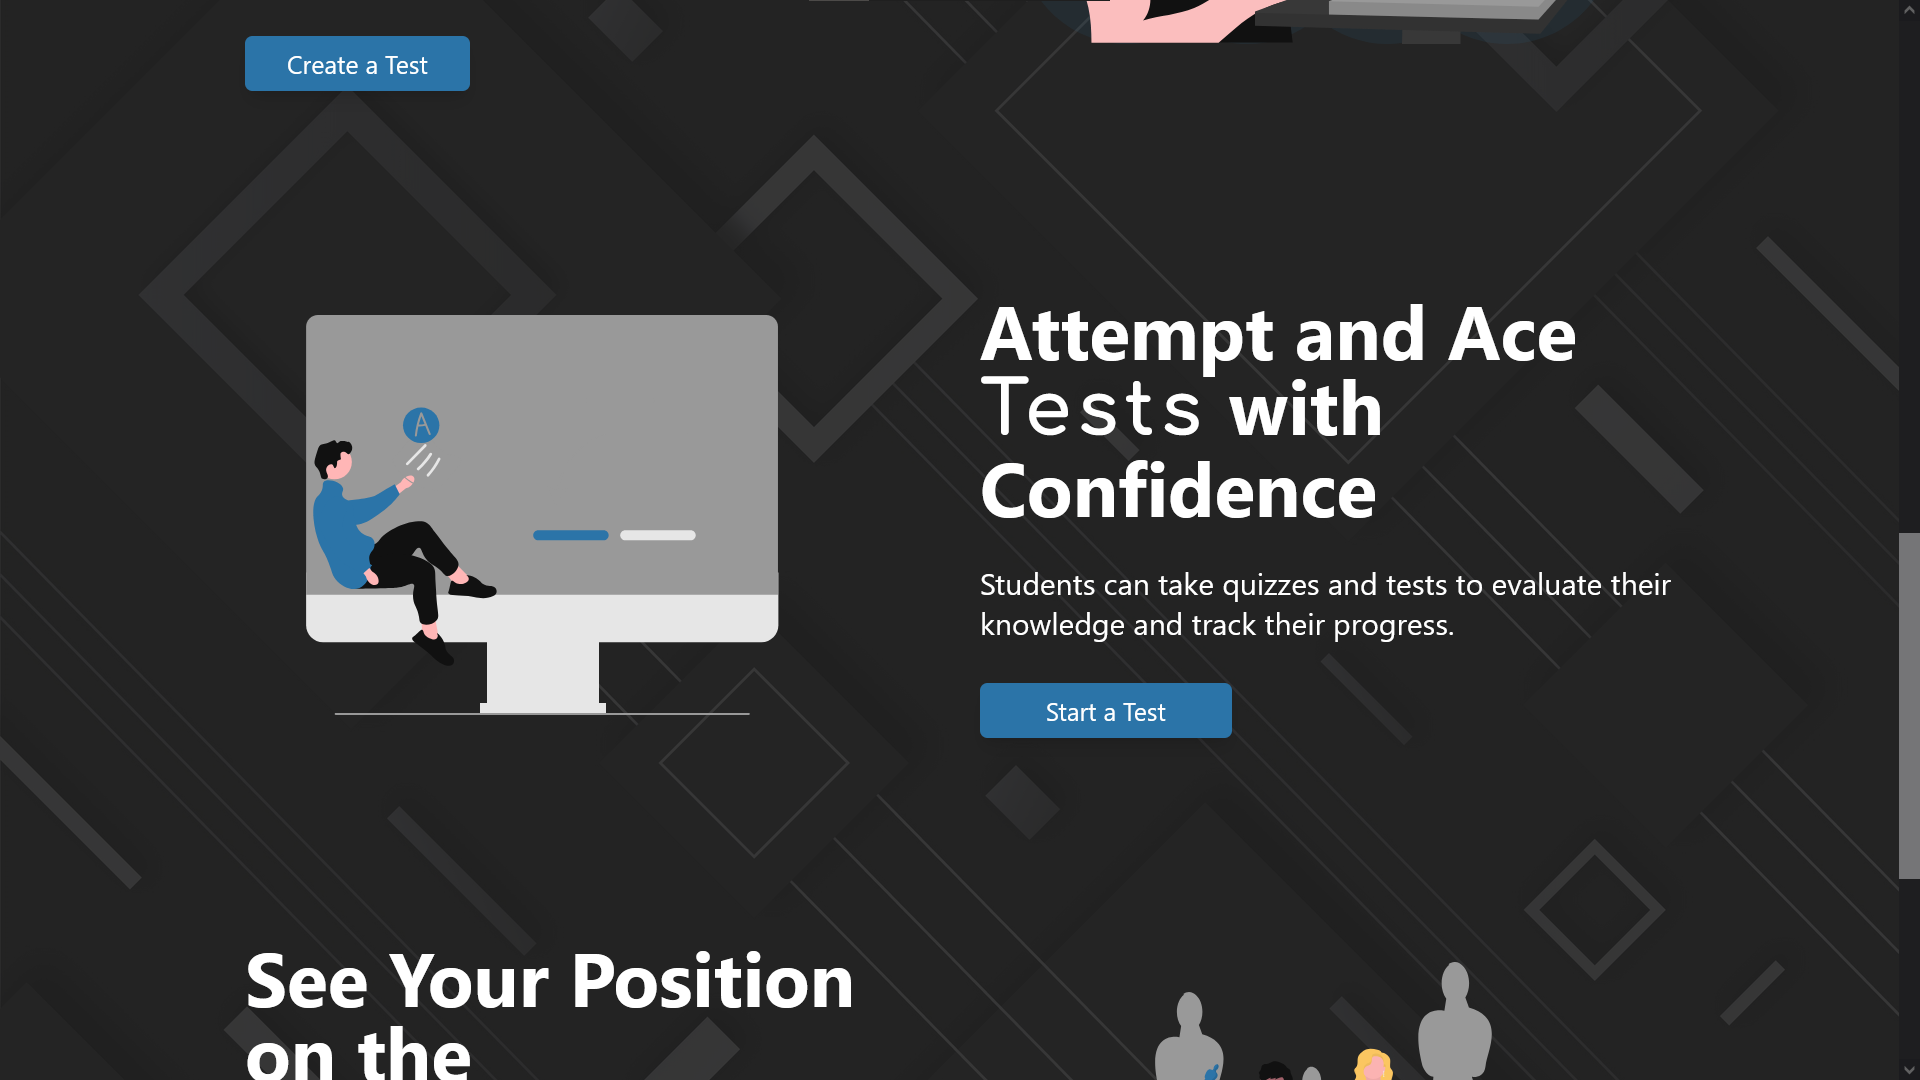 Create a Test
A
Attempt and Ace
Tests with
Confidence
Students can take quizzes and tests to evaluate their
knowledge and track their progress.
Start a Test
See Your Position
on the